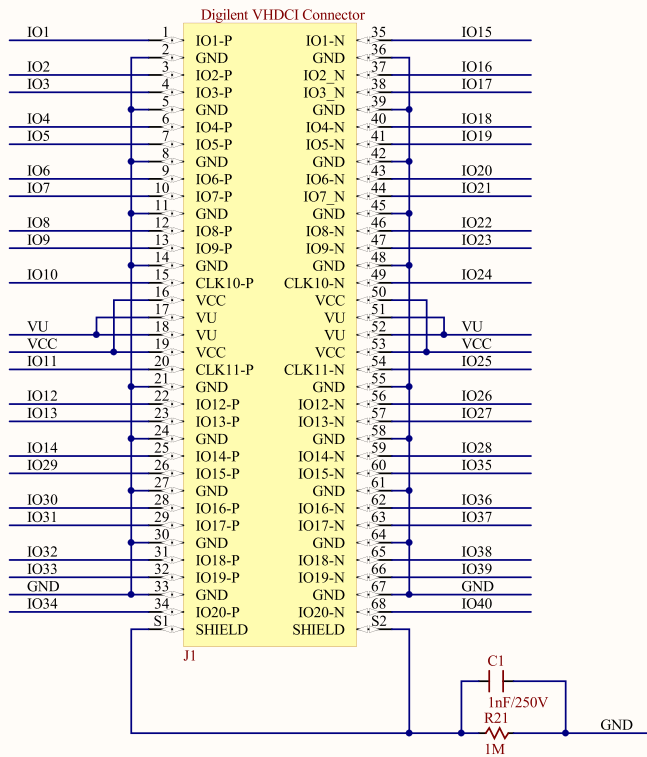 Digilent VHDCI Connector
IO1 1 IO1-P IO1-N 35 IO15
2 GND GND 36
IO2 3 IO2-P IO2_N 37 IO16
IO3 4 IO3-P IO3_N 38 IO17
5 GND GND 39
IO4 6 IO4-P IO4-N 40 IO18
IO5 7 IO5-P IO5-N 41 IO19
8 GND GND 42
IO6 9 IO6-P IO6-N 43 IO20
IO7 10 IO7-P IO7_N 44 IO21
11 GND GND 45
IO8 12 IO8-P IO8-N 46 IO22
IO9 13 IO9-P IO9-N 47 IO23
14 GND GND 48
IO10 15 CLK10-P CLK10-N 49 IO24
16 VCC VCC 50
17 VU VU 51
VU 18 VU VU 52 VU
VCC 19 VCC VCC 53 VCC
IO11 20 CLK11-P CLK11-N 54 IO25
21 GND GND 55
IO12 22 IO12-P IO12-N 56 IO26
IO13 23 IO13-P IO13-N 57 IO27
24 GND GND 58
IO14 25 IO14-P IO14-N 59 IO28
IO29 26 IO15-P IO15-N 60 IO35
27 GND GND 61
IO30 28 IO16-P IO16-N 62 IO36
IO31 29 IO17-P IO17-N 63 IO37
30 GND GND 64
IO32 31 IO18-P IO18-N 65 IO38
IO33 32 IO19-P IO19-N 66 IO39
GND 33 GND GND 67 GND
IO34 34 IO20-P IO20-N 68 IO40
S1 SHIELD SHIELD S2
J1
C1
1nF/250V
R21
GND
1M